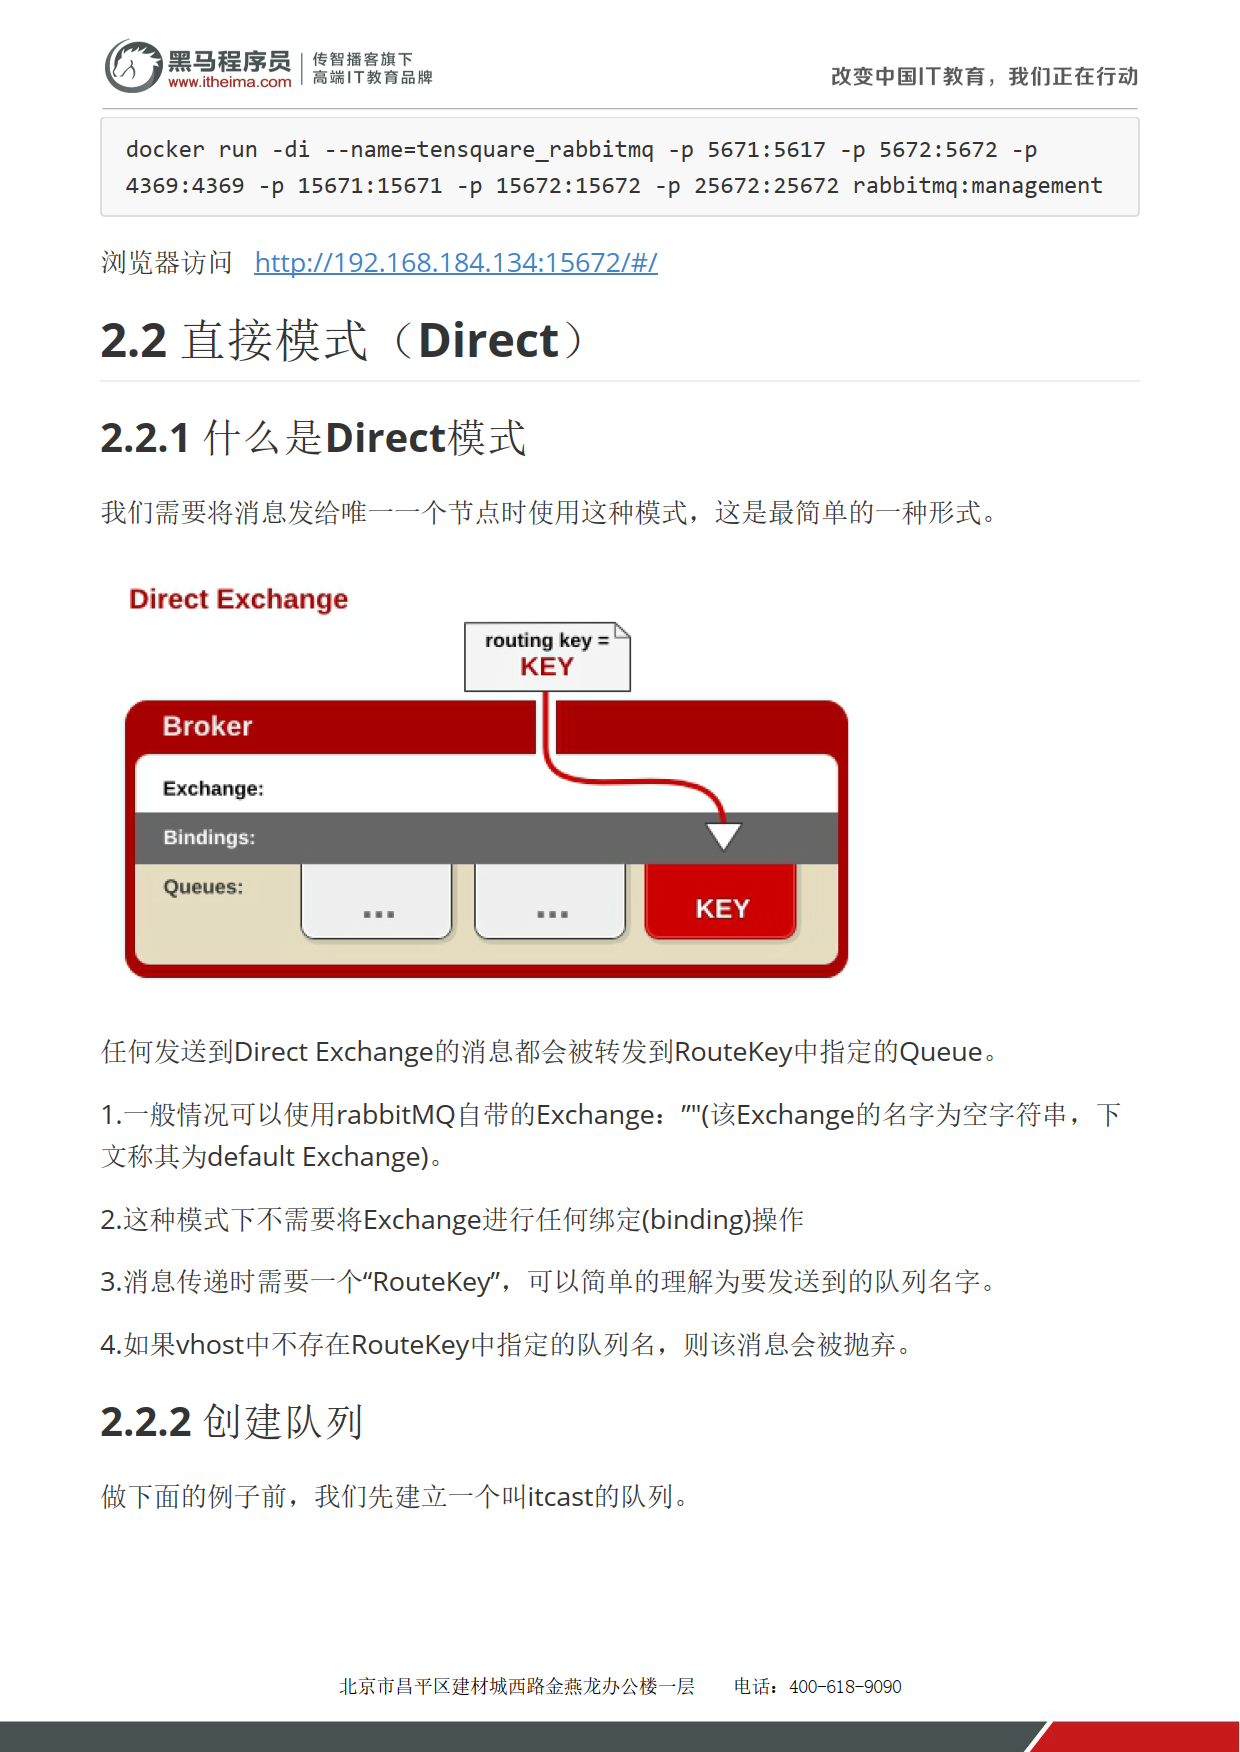 黑马程序员
www.itheima.com
传智播客旗下
高端IT教育品牌
改变中国IT教育，我们正在行动
docker run -di --name=tensquare_rabbitmq -p 5671:5617 -p 5672:5672 -p
4369:4369 -p 15671:15671 -p 15672:15672 -p 25672:25672 rabbitmq:management
浏览器访问 http://192.168.184.134:15672/#/
2.2 直接模式（Direct）
2.2.1 什么是Direct模式
我们需要将消息发给唯一一个节点时使用这种模式，这是最简单的一种形式。
Direct Exchange
routing key =
KEY
Broker
Exchange:
Bindings:
Queues:
... ... KEY
任何发送到Direct Exchange的消息都会被转发到RouteKey中指定的Queue。
1.一般情况可以使用rabbitMQ自带的Exchange：”"(该Exchange的名字为空字符串，下
文称其为default Exchange)。
2.这种模式下不需要将Exchange进行任何绑定(binding)操作
3.消息传递时需要一个“RouteKey”，可以简单的理解为要发送到的队列名字。
4.如果vhost中不存在RouteKey中指定的队列名，则该消息会被抛弃。
2.2.2 创建队列
做下面的例子前，我们先建立一个叫itcast的队列。
北京市昌平区建材城西路金燕龙办公楼一层 电话：400-618-9090